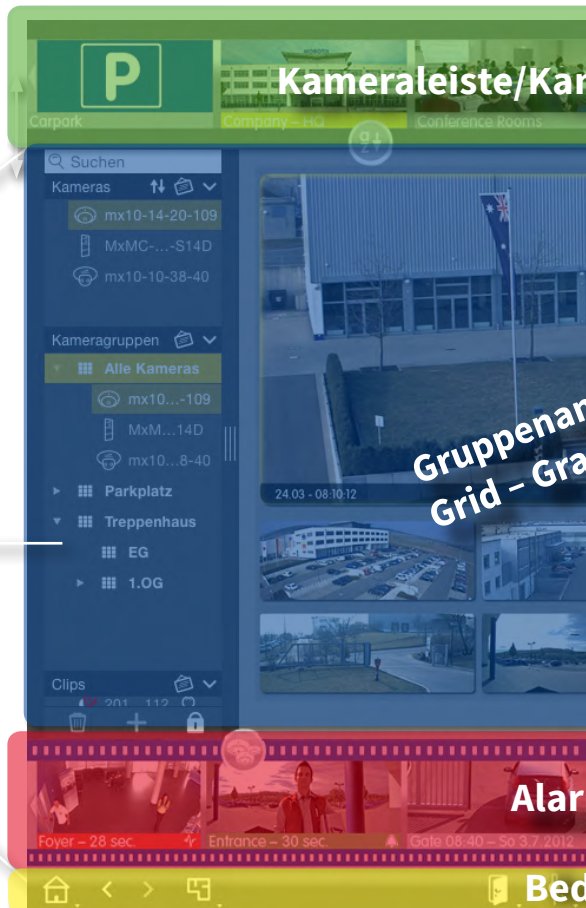 P
Kameraleiste/Kar
Carpark
Company – HQ
Conference Rooms
Suchen
Kameras
mx10-14-20-109
MxMC-...-S14D
mx10-10-38-40
Kameragruppen
Alle Kameras
mx10...-109
MxM...14D
mx10...8-40
Parkplatz
Treppenhaus
EG
1.OG
Clips
24.03 - 08:10:12
Gruppenan
Grid – Gra
Alar
Foyer – 28 sec.
Entrance – 30 sec.
Gate 08:40 – So 3.7.2012
Bed